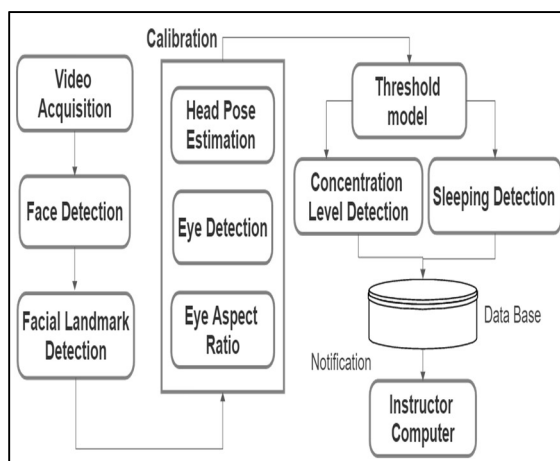 Video
Acquisition
Face Detection
Facial Landmark
Detection
Calibration
Head Pose
Estimation
Eye Detection
Eye Aspect
Ratio
Threshold
model
Concentration
Level Detection
Sleeping Detection
Data Base
Notification
Instructor
Computer